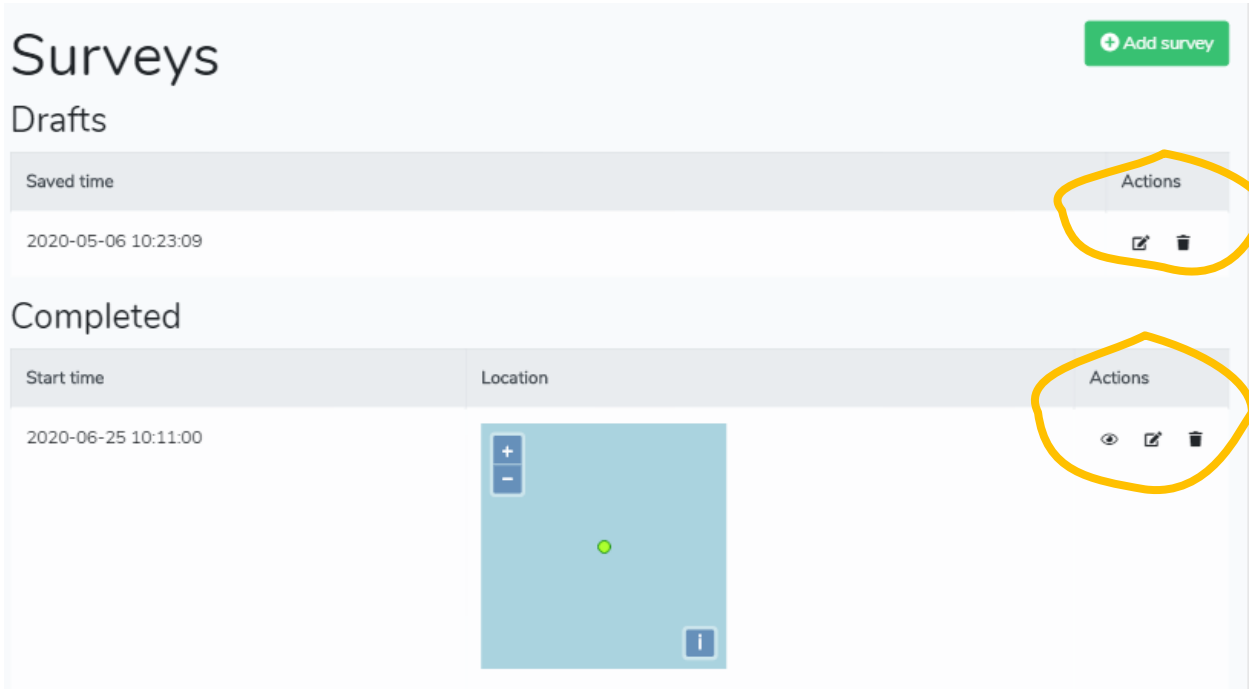 Surveys
Add survey
Drafts
Saved time Actions
2020-05-06 10:23:09
Completed
Start time Location Actions
2020-06-25 10:11:00
+
−
i